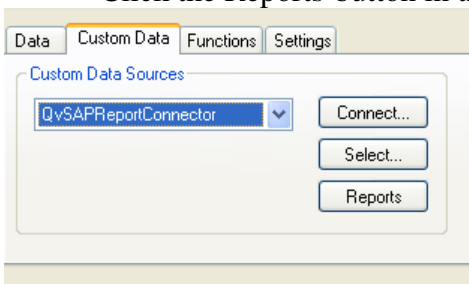 Click the Reports button in a
Data Custom Data Functions Settings
Custom Data Sources
QvSAPReportConnector Connect...
Select...
Reports